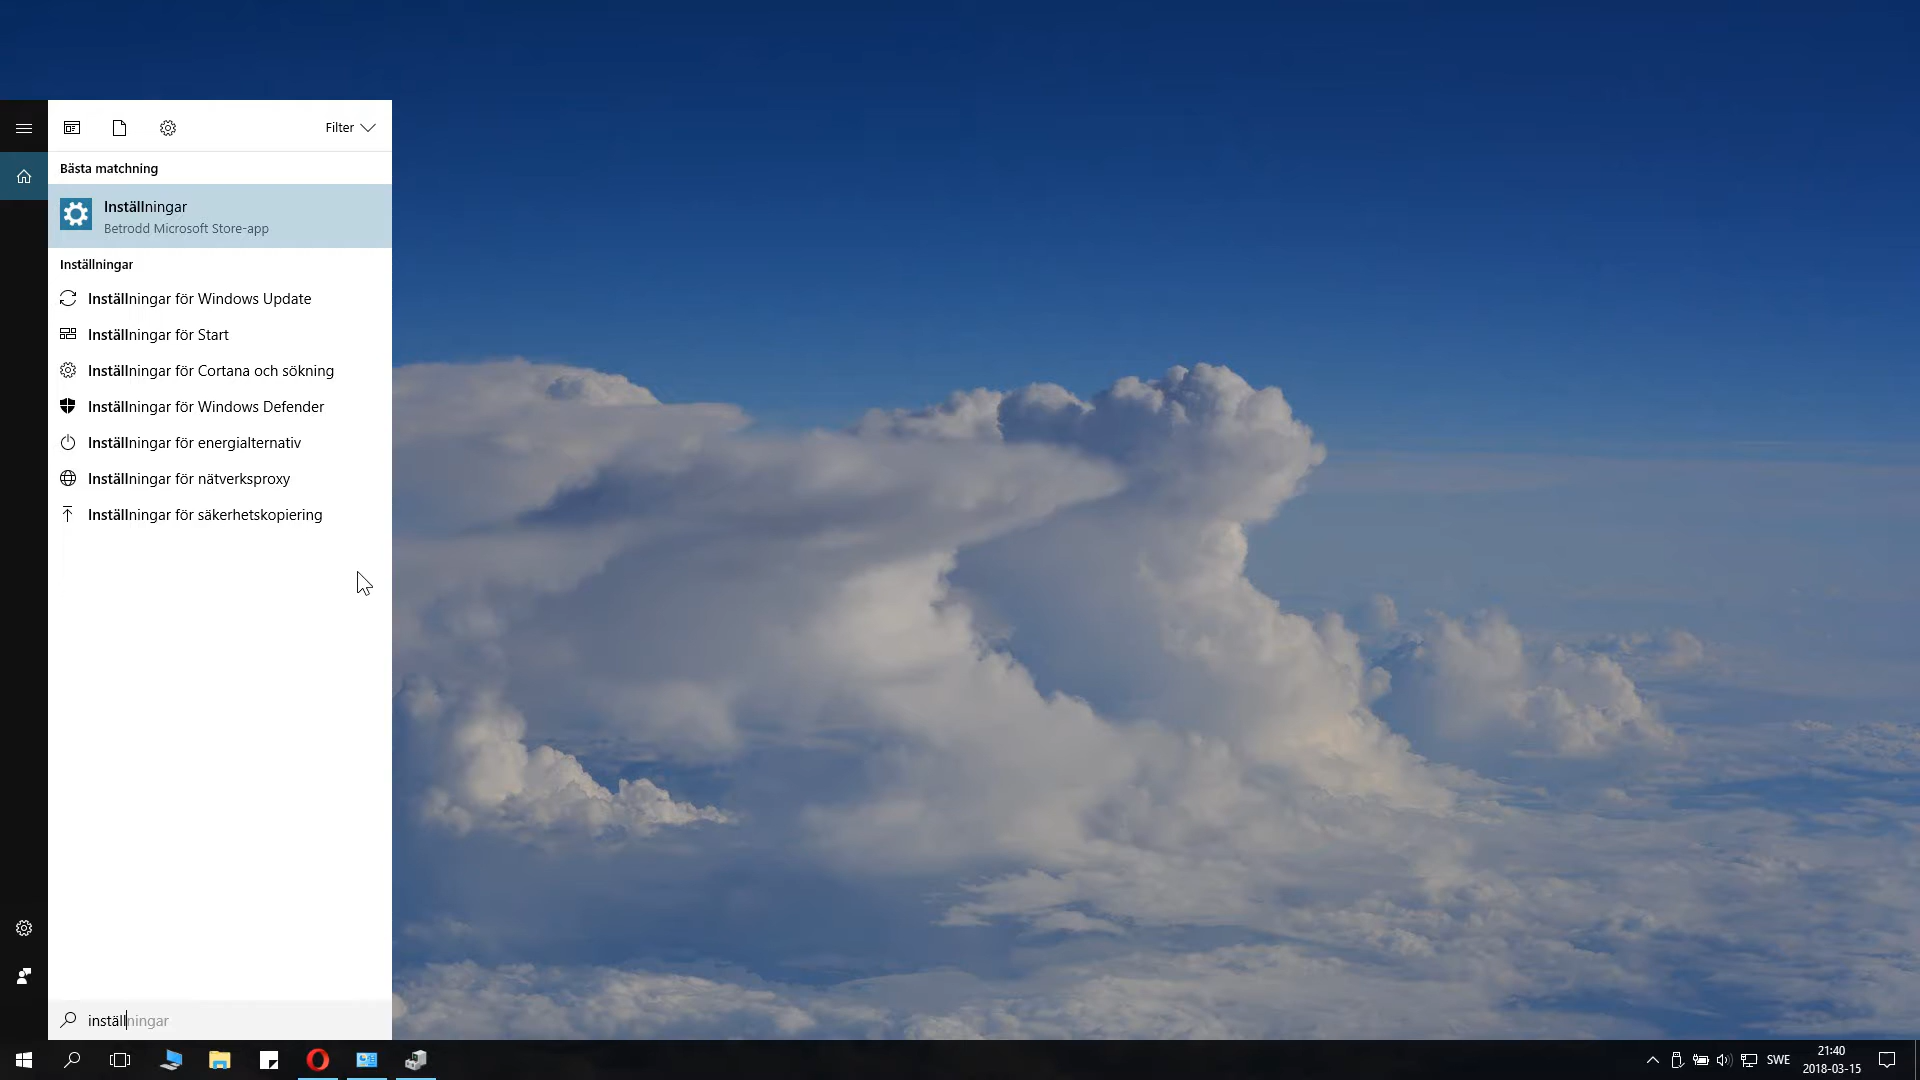 Filter
Bästa matchning
Inställningar
Betrodd Microsoft Store-app
Inställningar
Inställningar för Windows Update
Inställningar för Start
Inställningar för Cortana och sökning
Inställningar för Windows Defender
Inställningar för energialternativ
Inställningar för nätverksproxy
Inställningar för säkerhetskopiering
inställningar
SWE
21:40
2018-03-15